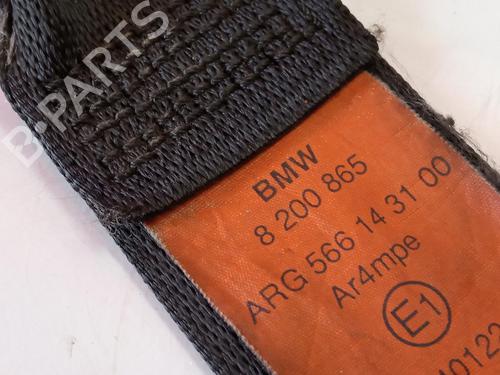 B-PARTS
BMW
8 200 865
ARG 566 14 31 00
Ar4mpe
E1